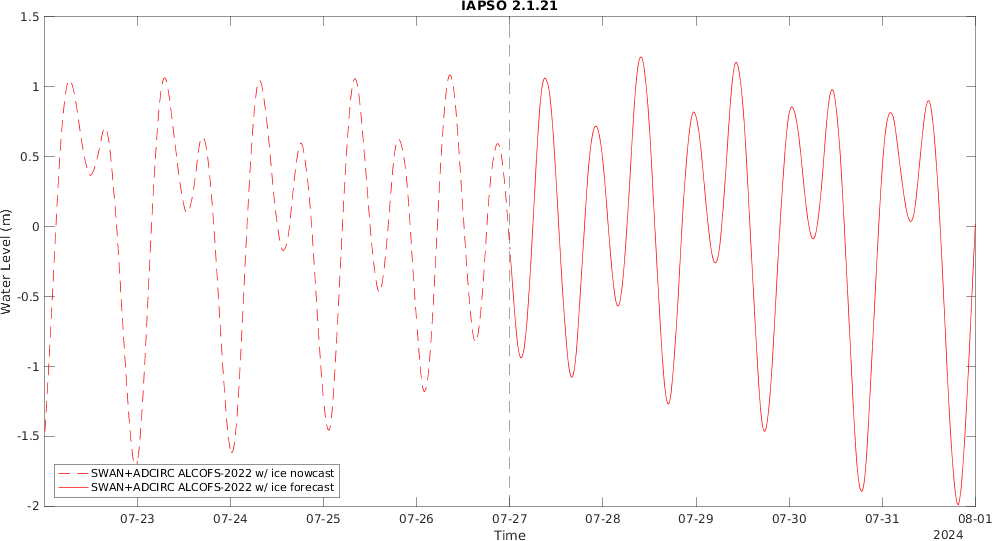 IAPSO 2.1.21
1.5
1
0.5
0
-0.5
-1
-1.5
-2
Water Level (m)
SWAN+ADCIRC ALCOFS-2022 w/ ice nowcast
SWAN+ADCIRC ALCOFS-2022 w/ ice forecast
07-23 07-24 07-25 07-26 07-27 07-28 07-29 07-30 07-31 08-01
Time
2024